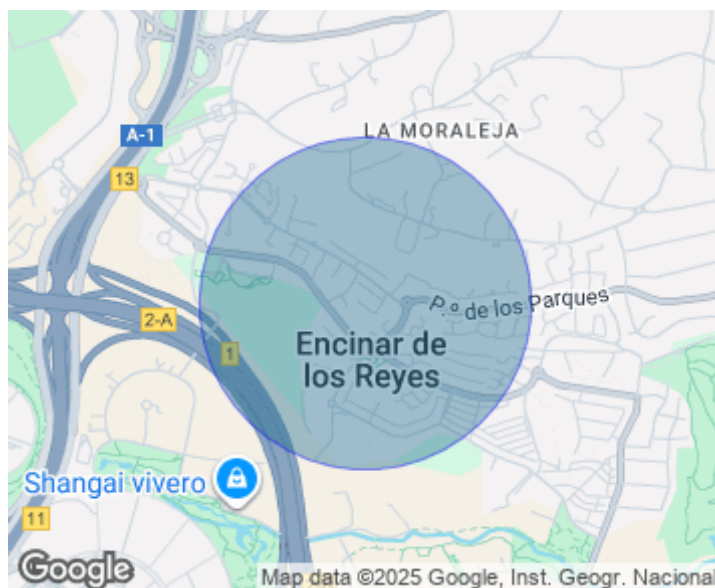 LA MORALEJA
A-1
13
P.º de los Parques
2-A
1
Encinar de
los Reyes
Shangai vivero
11
Google
Map data ©2025 Google, Inst. Geogr. Nacional